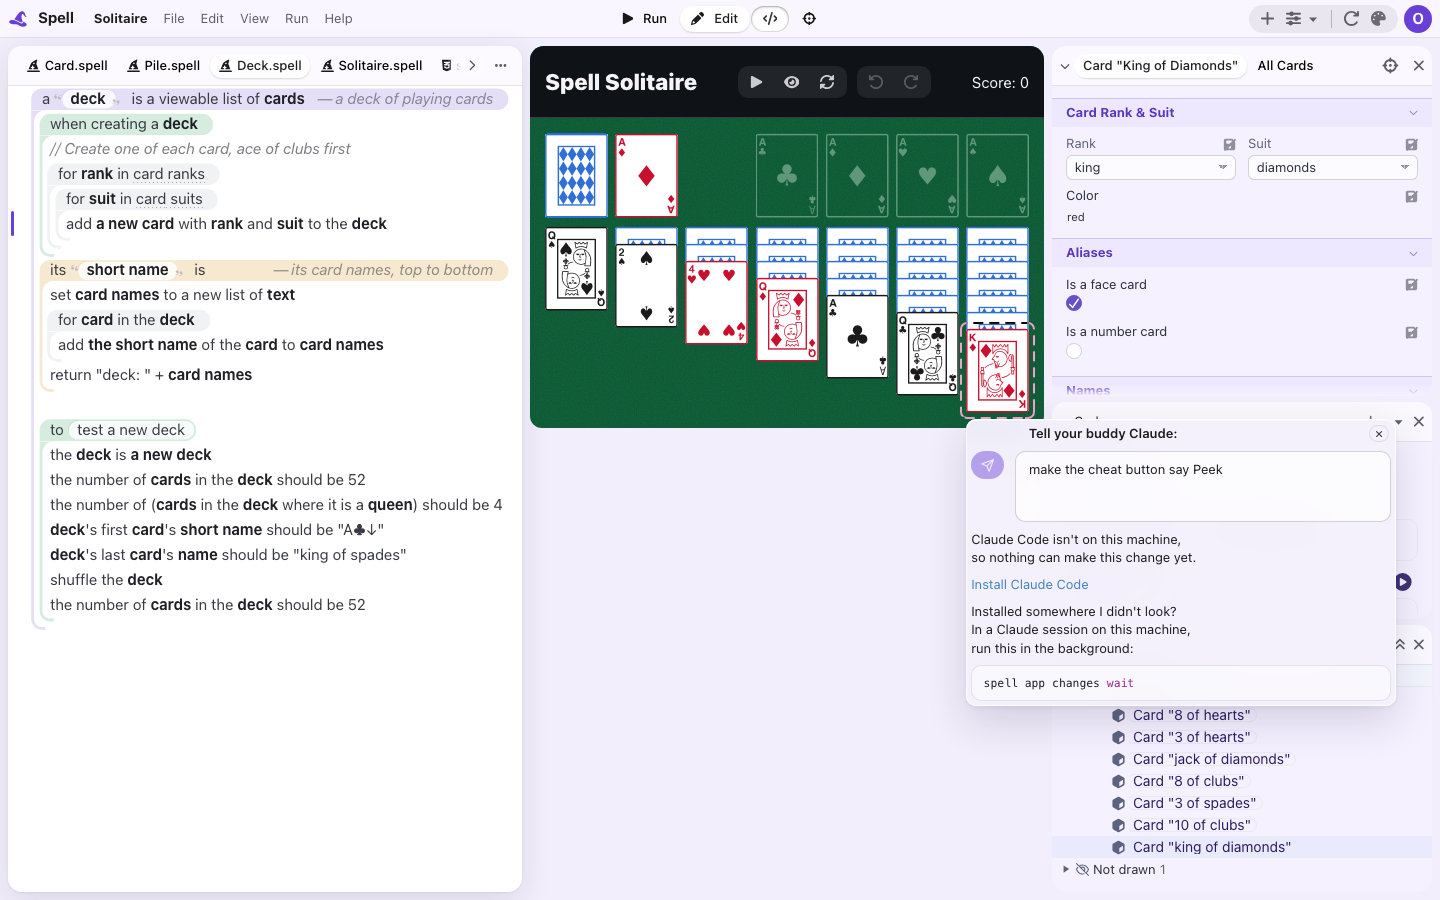 Spell Solitaire File Edit View Run Help
Run Edit </>
O
Card.spell Pile.spell Deck.spell Solitaire.spell
a deck is a viewable list of cards — a deck of playing cards
when creating a deck
// Create one of each card, ace of clubs first
for rank in card ranks
for suit in card suits
add a new card with rank and suit to the deck
its short name is — its card names, top to bottom
set card names to a new list of text
for card in the deck
add the short name of the card to card names
return "deck: " + card names
to test a new deck
the deck is a new deck
the number of cards in the deck should be 52
the number of (cards in the deck where it is a queen) should be 4
deck's first card's short name should be "A♣↓"
deck's last card's name should be "king of spades"
shuffle the deck
the number of cards in the deck should be 52
Spell Solitaire
Score: 0
A A A A A
Q 2 4 Q A Q K
Card "King of Diamonds" All Cards
Card Rank & Suit
Rank Suit
king diamonds
Color
red
Aliases
Is a face card
Is a number card
Names
Tell your buddy Claude:
make the cheat button say Peek
Claude Code isn't on this machine,
so nothing can make this change yet.
Install Claude Code
Installed somewhere I didn't look?
In a Claude session on this machine,
run this in the background:
spell app changes wait
Card "8 of hearts"
Card "3 of hearts"
Card "jack of diamonds"
Card "8 of clubs"
Card "3 of spades"
Card "10 of clubs"
Card "king of diamonds"
Not drawn 1